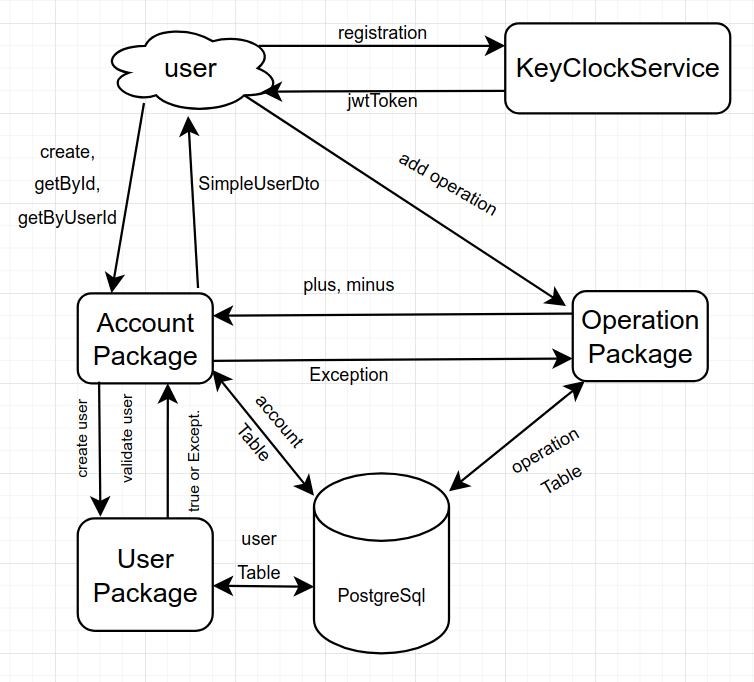 registration
user
KeyClockService
jwtToken
create,
getById,
getByUserId
SimpleUserDto
add operation
plus, minus
Account
Package
Operation
Package
Exception
create user
validate user
true or Except.
account
Table
operation
Table
user
Table
User
Package
PostgreSql